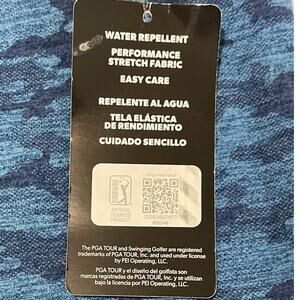 WATER REPELLENT
PERFORMANCE
STRETCH FABRIC
EASY CARE
REPELENTE AL AGUA
TELA ELÁSTICA
DE RENDIMIENTO
CUIDADO SENCILLO
OFFICIAL
LICENSED
PRODUCT
The PGA TOUR and Swinging Golfer are registered
trademarks of PGA TOUR, Inc. and used under license
by PEI Operating, LLC.
PGA TOUR y el diseño del golfista son
marcas registradas de PGA TOUR, Inc. y se utilizan
bajo la licencia por PEI Operating, LLC.